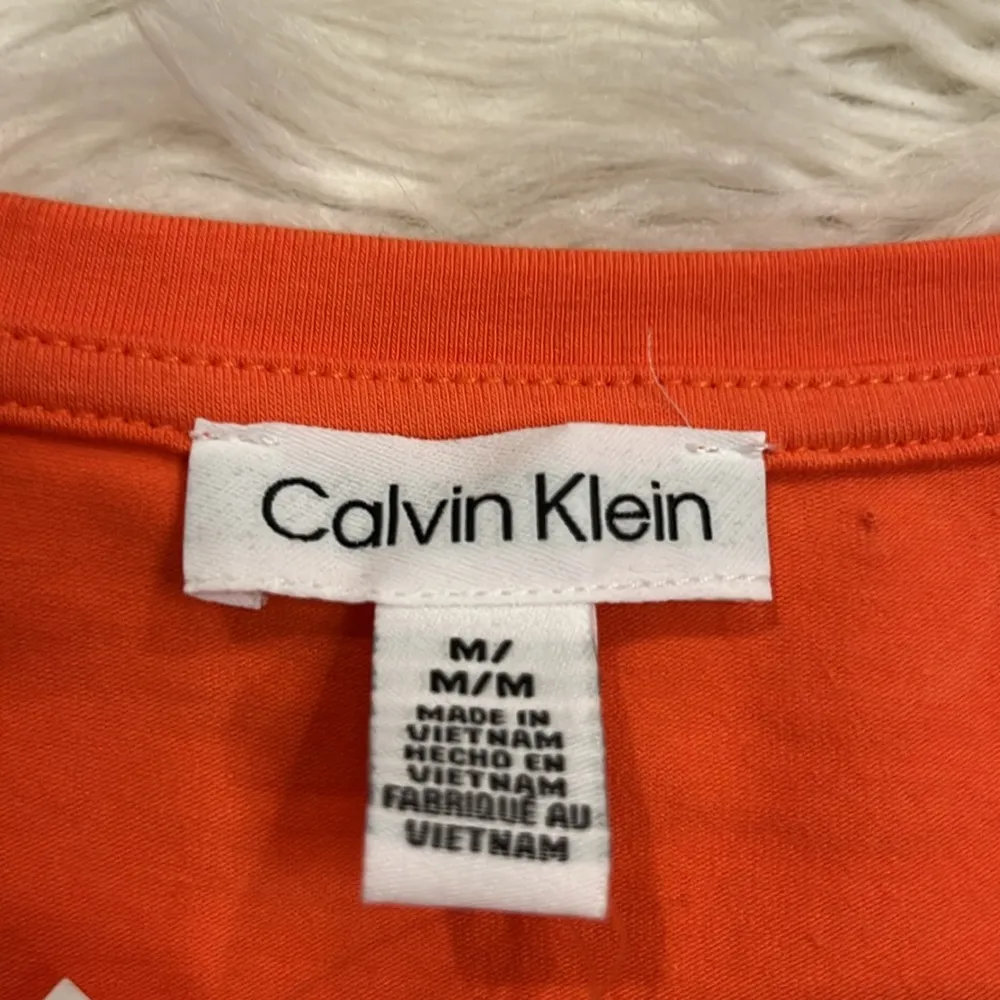 Calvin Klein
M/
M/M
MADE IN
VIETNAM
HECHO EN
VIETNAM
FABRIQUÉ AU
VIETNAM